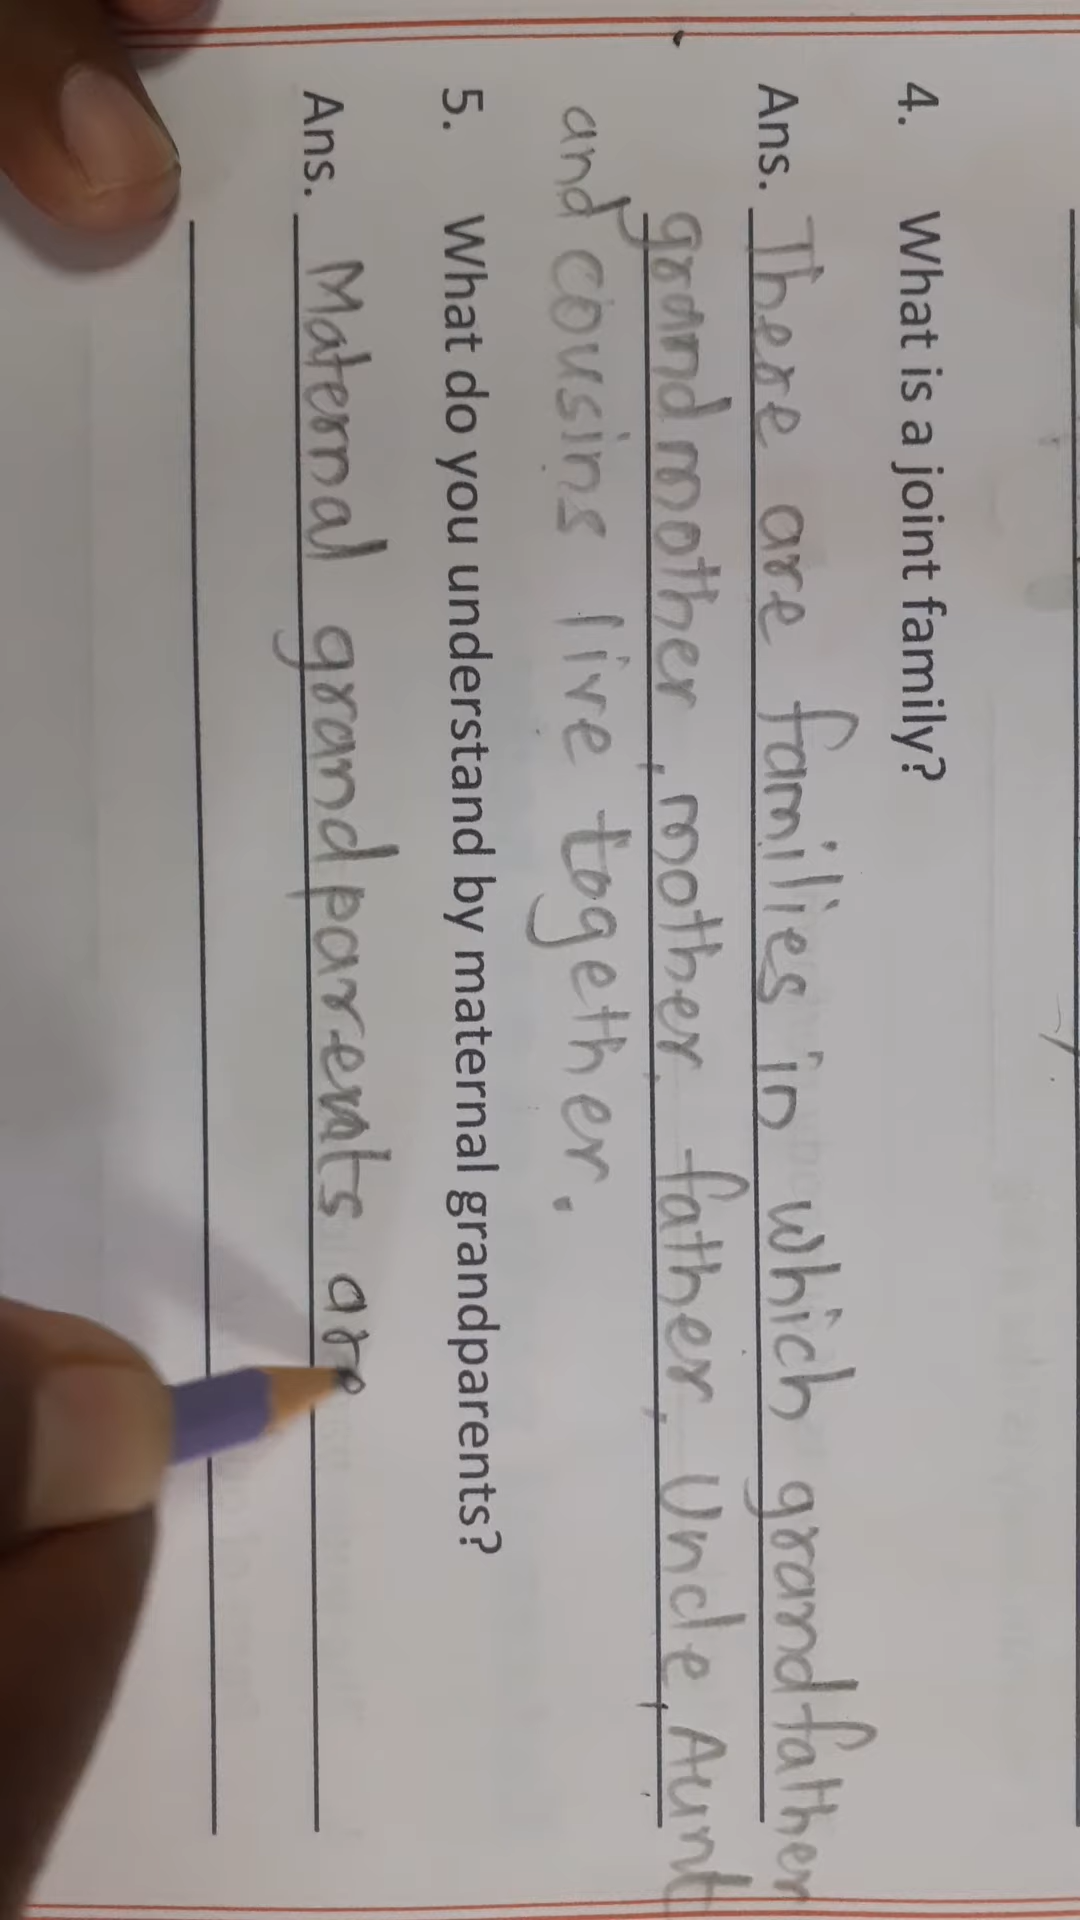 4. What is a joint family?
Ans. There are families in which grandfather
grandmother, mother, father, Uncle, Aunt
and cousins live together.
5. What do you understand by maternal grandparents?
Ans. Maternal grandparents are